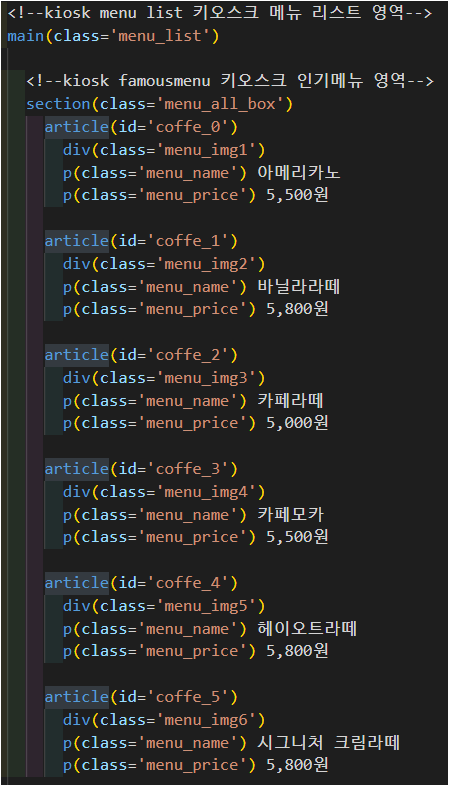 <!--kiosk menu list 키오스크 메뉴 리스트 영역-->
main(class='menu_list')
<!--kiosk famousmenu 키오스크 인기메뉴 영역-->
section(class='menu_all_box')
article(id='coffe_0')
div(class='menu_img1')
p(class='menu_name') 아메리카노
p(class='menu_price') 5,500원
article(id='coffe_1')
div(class='menu_img2')
p(class='menu_name') 바닐라라떼
p(class='menu_price') 5,800원
article(id='coffe_2')
div(class='menu_img3')
p(class='menu_name') 카페라떼
p(class='menu_price') 5,000원
article(id='coffe_3')
div(class='menu_img4')
p(class='menu_name') 카페모카
p(class='menu_price') 5,500원
article(id='coffe_4')
div(class='menu_img5')
p(class='menu_name') 헤이오트라떼
p(class='menu_price') 5,800원
article(id='coffe_5')
div(class='menu_img6')
p(class='menu_name') 시그니처 크림라떼
p(class='menu_price') 5,800원